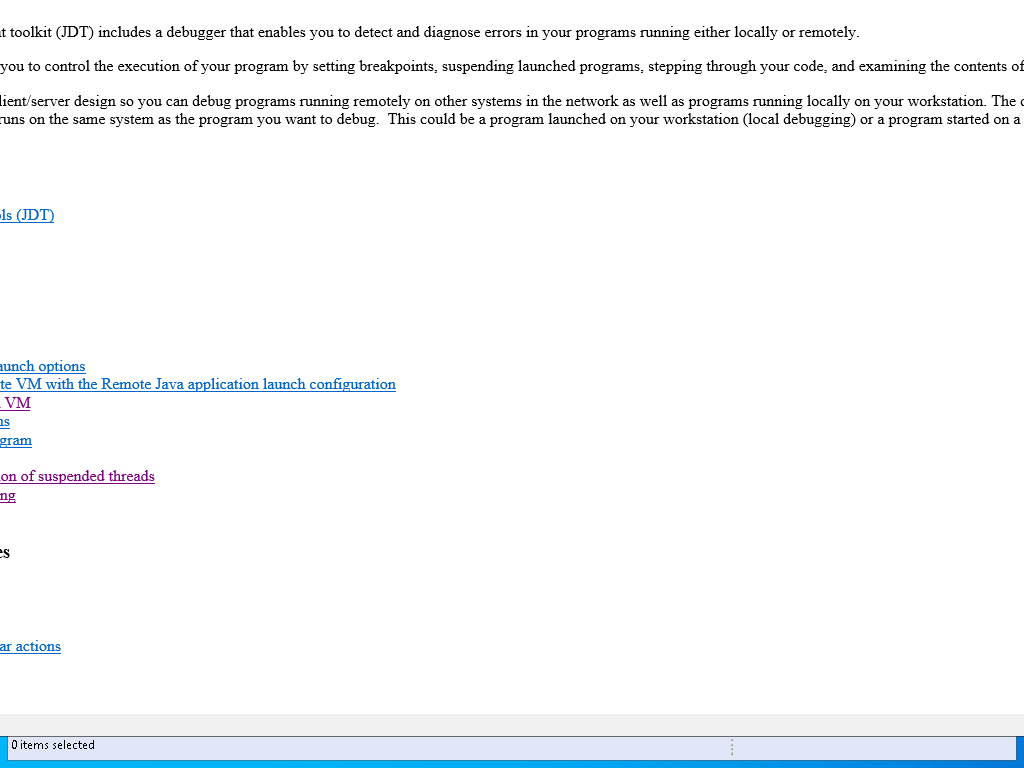 t toolkit (JDT) includes a debugger that enables you to detect and diagnose errors in your programs running either locally or remotely.
you to control the execution of your program by setting breakpoints, suspending launched programs, stepping through your code, and examining the contents of
lient/server design so you can debug programs running remotely on other systems in the network as well as programs running locally on your workstation. The
runs on the same system as the program you want to debug. This could be a program launched on your workstation (local debugging) or a program started on a
ls (JDT)
aunch options
te VM with the Remote Java application launch configuration
VM
ns
gram
on of suspended threads
ng
es
ar actions
0 items selected